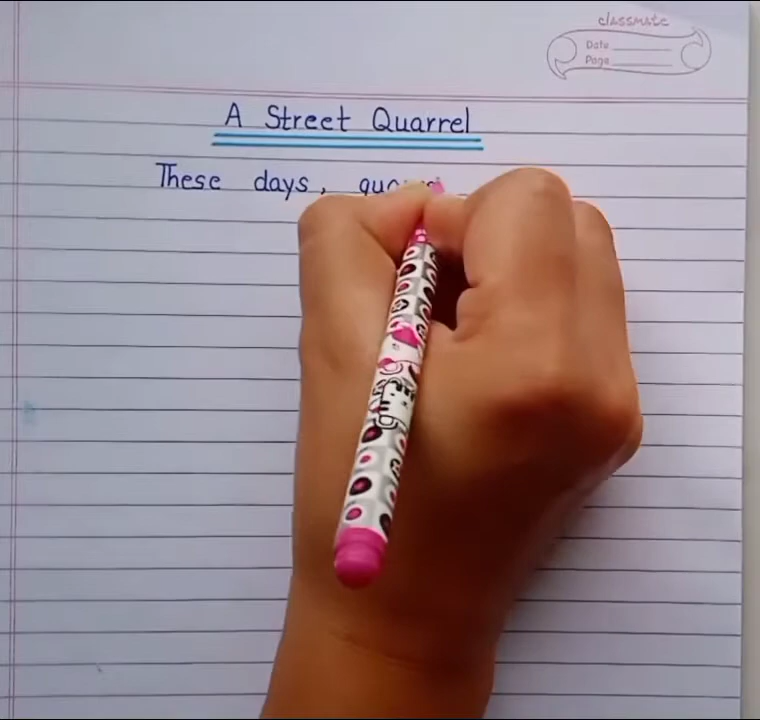 classmate
Date
Page
A Street Quarrel
These days,